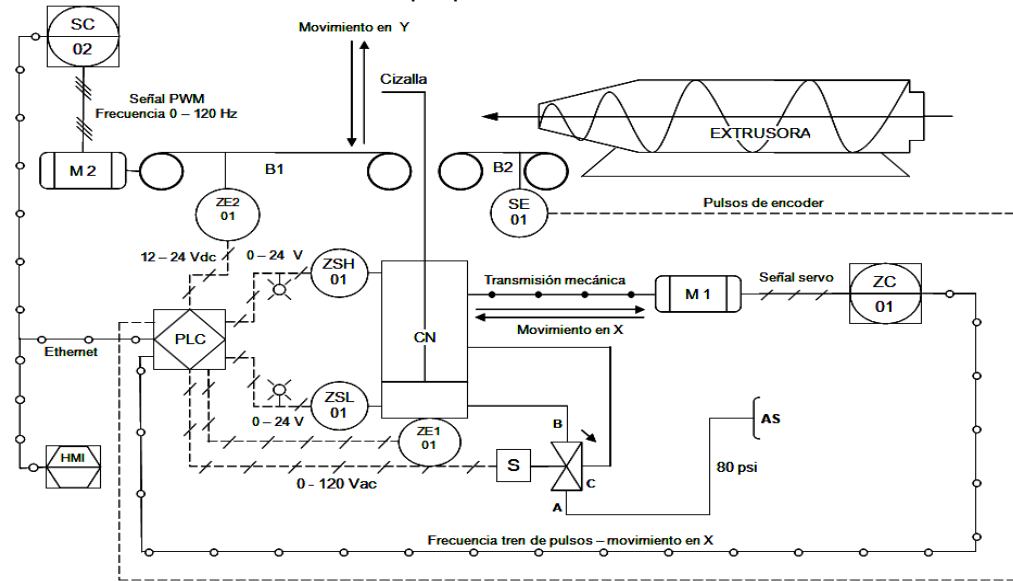 SC
02
Movimiento en Y
Cizalla
Señal PWM
Frecuencia 0 – 120 Hz
EXTRUSORA
M 2
B1
B2
ZE2
01
SE
01
Pulsos de encoder
12 – 24 Vdc
0 – 24 V
ZSH
01
Transmisión mecánica
M 1
Señal servo
ZC
01
Movimiento en X
PLC
CN
Ethernet
ZSL
01
0 – 24 V
ZE1
01
B
AS
HMI
S
C
80 psi
0 - 120 Vac
A
Frecuencia tren de pulsos – movimiento en X